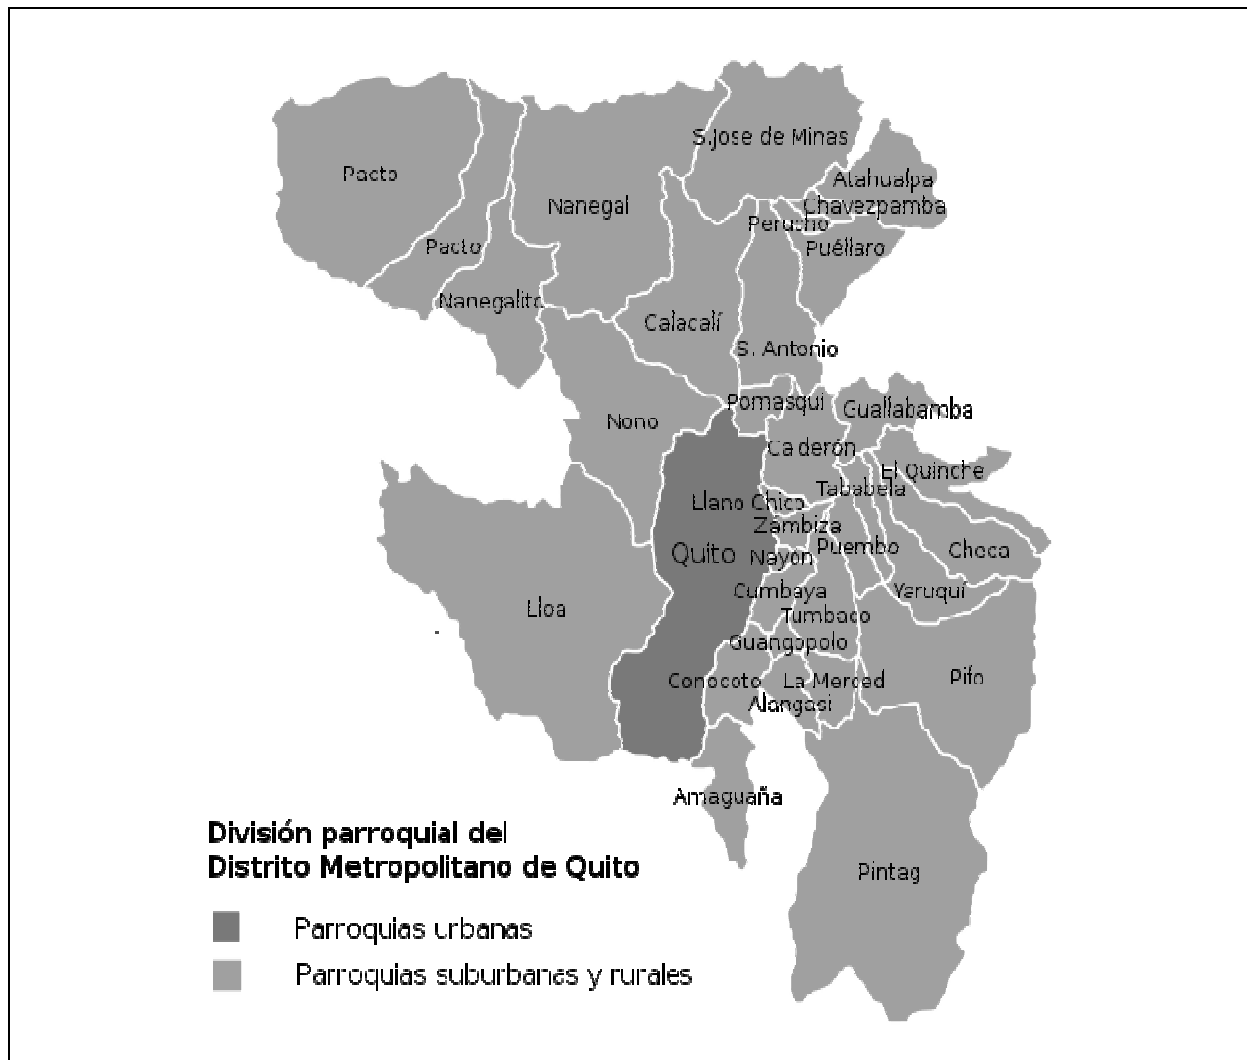 S.Jose de Minas
Pacto
Atahualpa
Nanegal
Chavezpamba
Perucho
Pacto
Puéllaro
Nanegalito
Calacalí
S. Antonio
Pomasqui
Guallabamba
Nono
Calderón
El Quinche
Tababela
Llano Chico
Zambiza
Quito
Nayon
Puembo
Checa
Cumbaya
Yaruquí
Lloa
Tumbaco
Guangopolo
Conocoto
La Merced
Pifo
Alangasi
Amaguaña
División parroquial del
Distrito Metropolitano de Quito
Pintag
Parroquias urbanas
Parroquias suburbanas y rurales